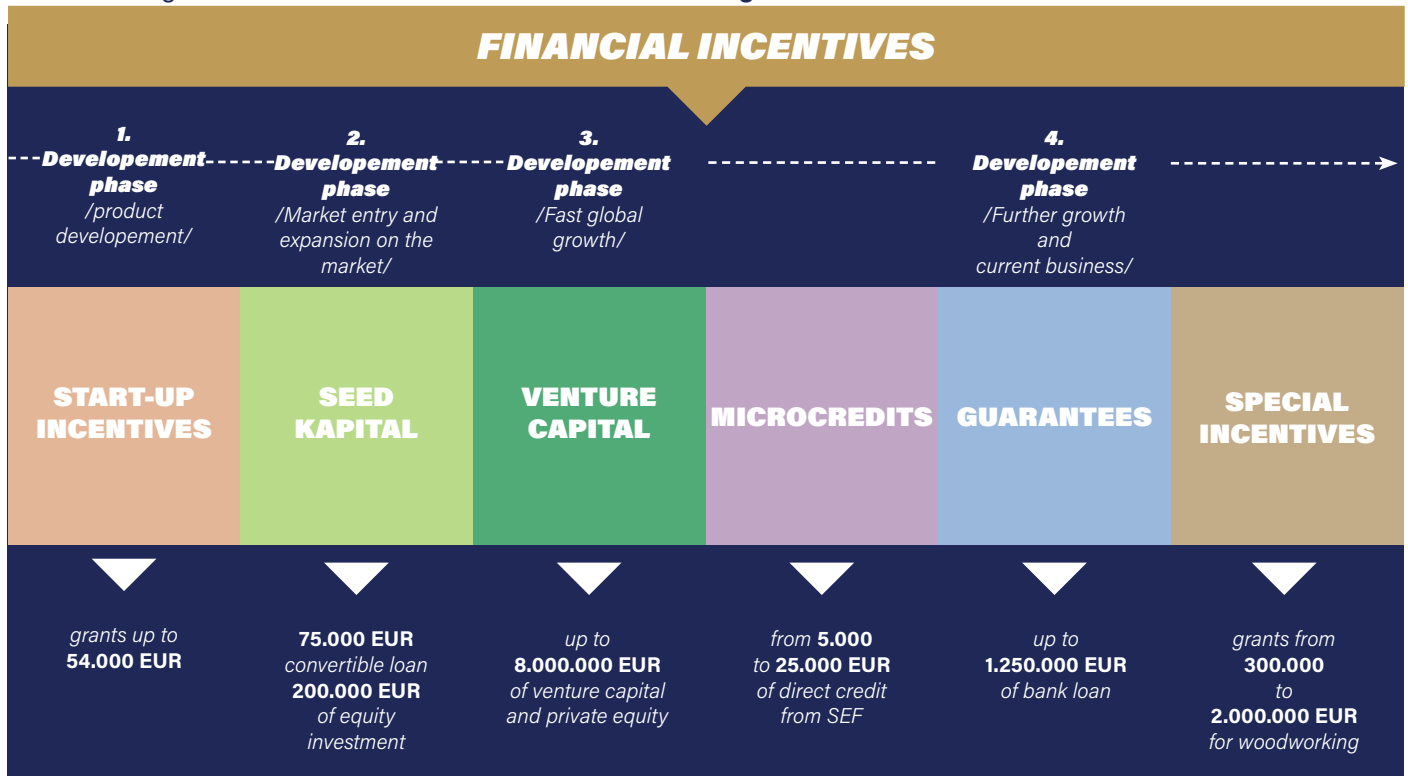 FINANCIAL INCENTIVES
1.
Developement
phase
/product
developement/
2.
Developement
phase
/Market entry and
expansion on the
market/
3.
Developement
phase
/Fast global
growth/
4.
Developement
phase
/Further growth
and
current business/
START-UP
INCENTIVES
SEED
KAPITAL
VENTURE
CAPITAL
MICROCREDITS
GUARANTEES
SPECIAL
INCENTIVES
grants up to
54.000 EUR
75.000 EUR
convertible loan
200.000 EUR
of equity
investment
up to
8.000.000 EUR
of venture capital
and private equity
from 5.000
to 25.000 EUR
of direct credit
from SEF
up to
1.250.000 EUR
of bank loan
grants from
300.000
to
2.000.000 EUR
for woodworking